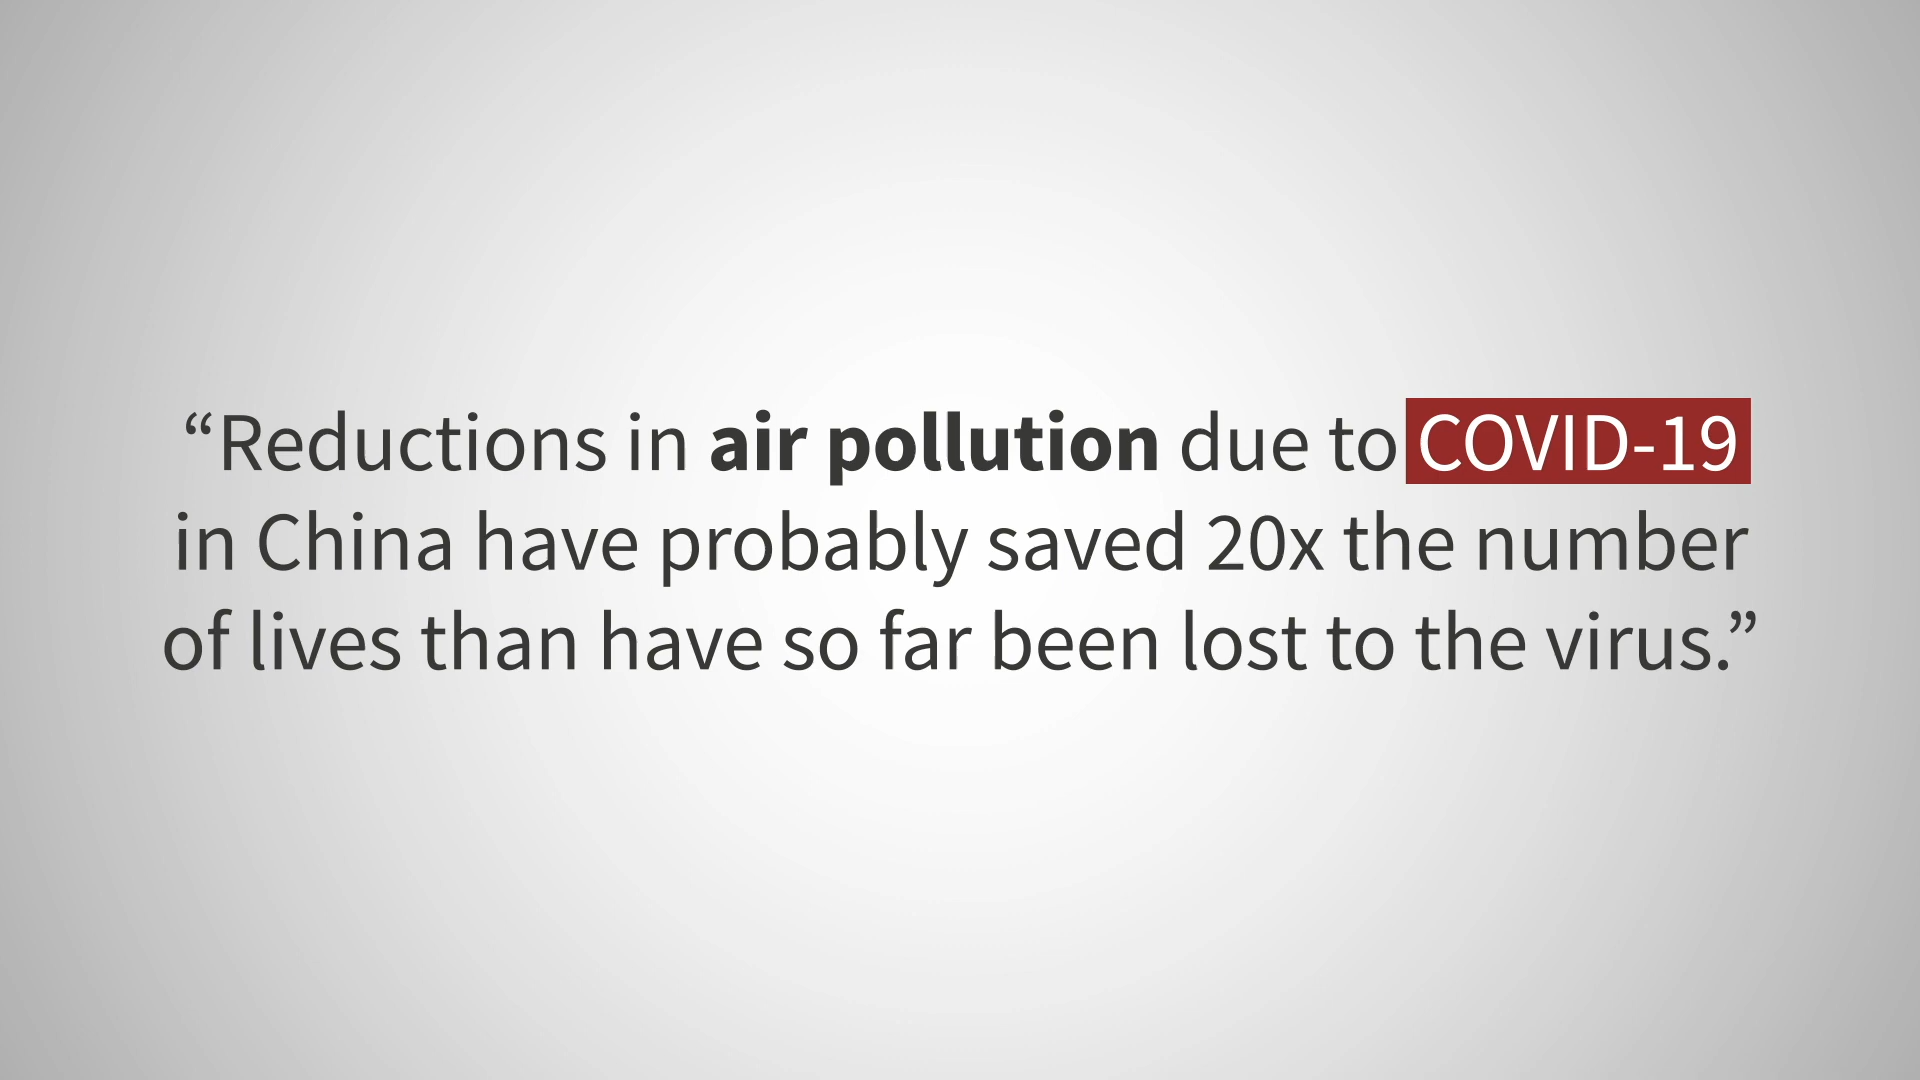 “Reductions in air pollution due to COVID-19
in China have probably saved 20x the number
of lives than have so far been lost to the virus.”